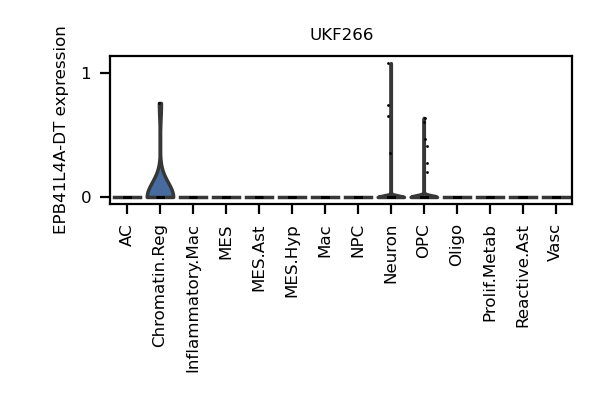 UKF266
EPB41L4A-DT expression
1
0
AC
Chromatin.Reg
Inflammatory.Mac
MES
MES.Ast
MES.Hyp
Mac
NPC
Neuron
OPC
Oligo
Prolif.Metab
Reactive.Ast
Vasc